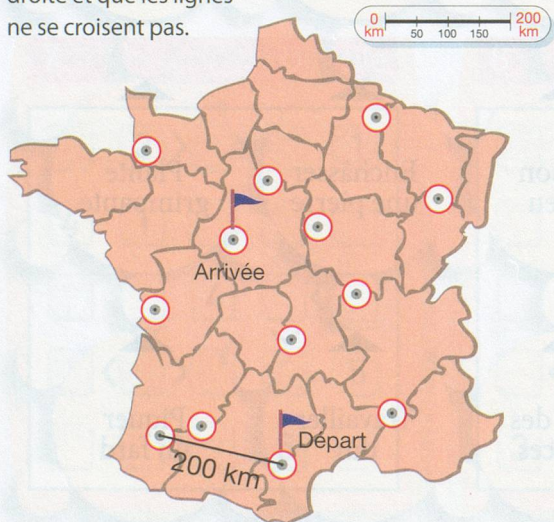 droite et que les lignes
ne se croisent pas.
0 200
km 50 100 150 km
Arrivée
Départ
200 km